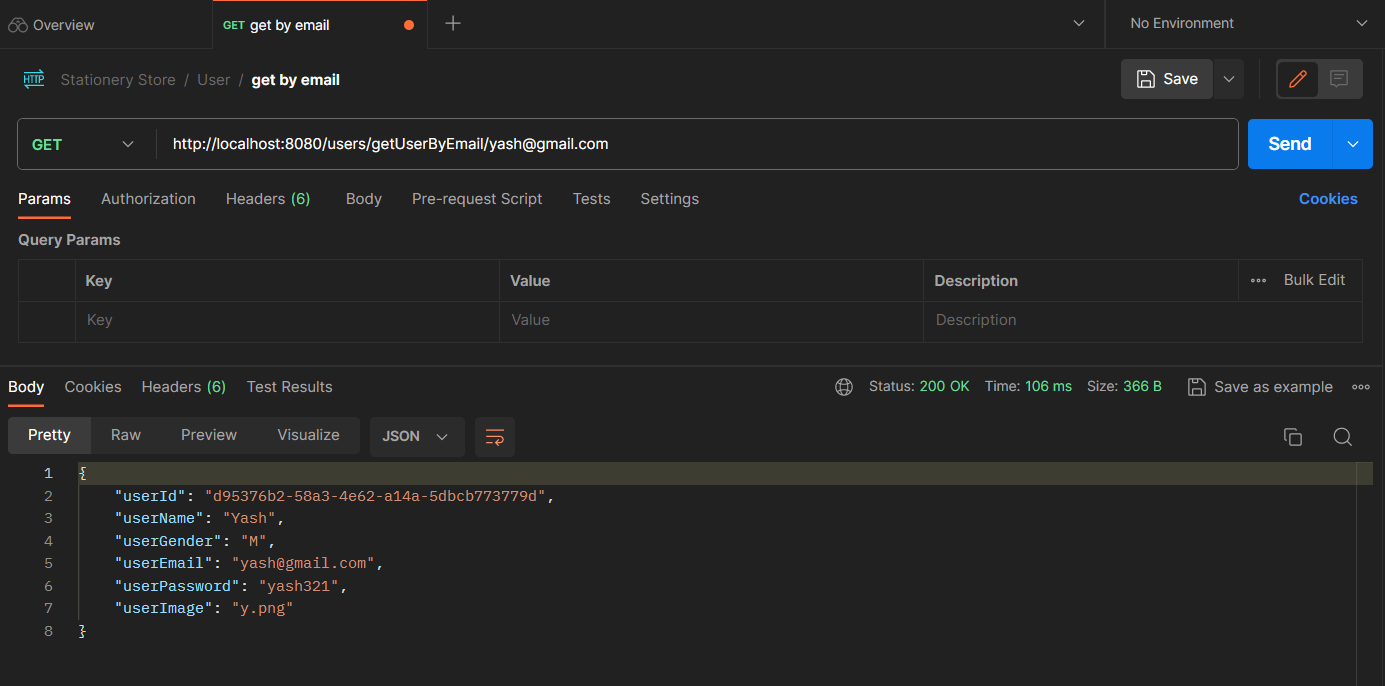 Overview
GET get by email
No Environment
HTTP Stationery Store / User / get by email
Save
GET http://localhost:8080/users/getUserByEmail/yash@gmail.com Send
Params Authorization Headers (6) Body Pre-request Script Tests Settings Cookies
Query Params
Key Value Description Bulk Edit
Key Value Description
Body Cookies Headers (6) Test Results Status: 200 OK Time: 106 ms Size: 366 B Save as example
Pretty Raw Preview Visualize JSON
1 {
2 "userId": "d95376b2-58a3-4e62-a14a-5dbcb773779d",
3 "userName": "Yash",
4 "userGender": "M",
5 "userEmail": "yash@gmail.com",
6 "userPassword": "yash321",
7 "userImage": "y.png"
8 }